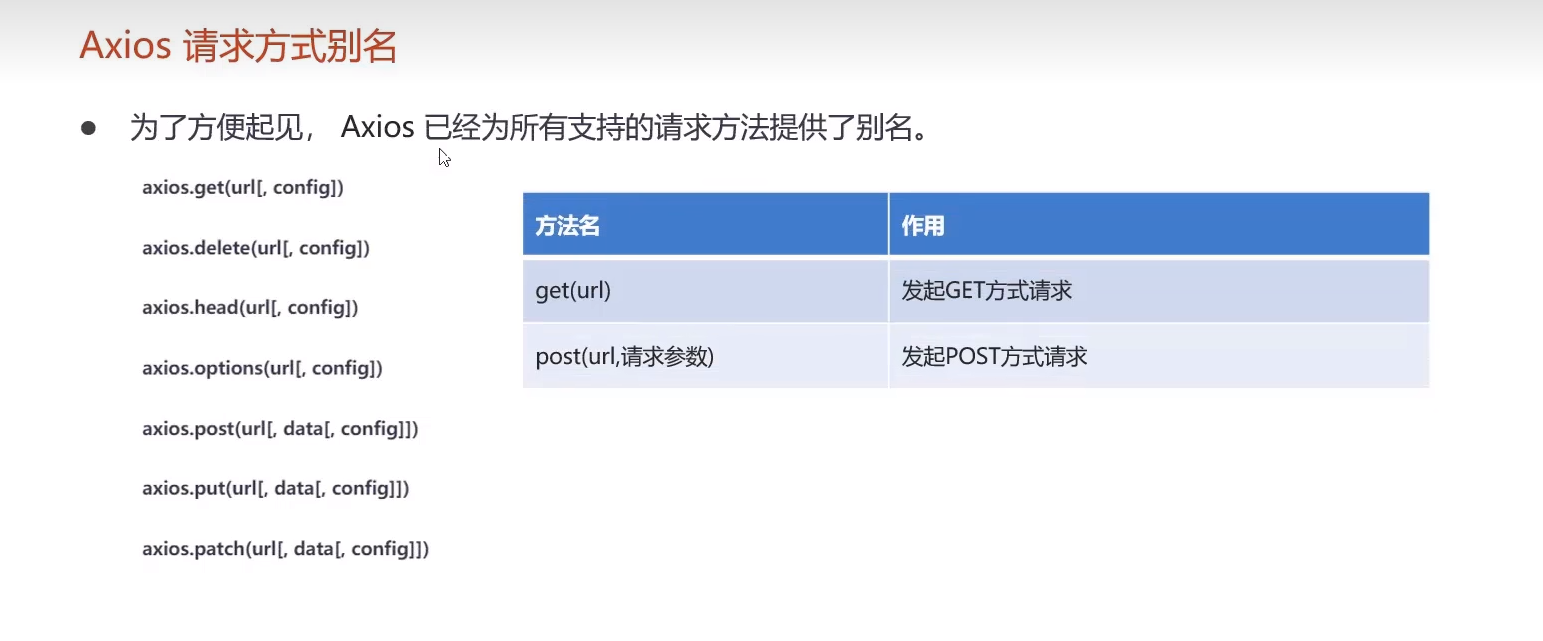 Axios 请求方式别名
为了方便起见， Axios 已经为所有支持的请求方法提供了别名。
axios.get(url[, config])
axios.delete(url[, config])
axios.head(url[, config])
axios.options(url[, config])
axios.post(url[, data[, config]])
axios.put(url[, data[, config]])
axios.patch(url[, data[, config]])
方法名 作用
get(url) 发起GET方式请求
post(url,请求参数) 发起POST方式请求